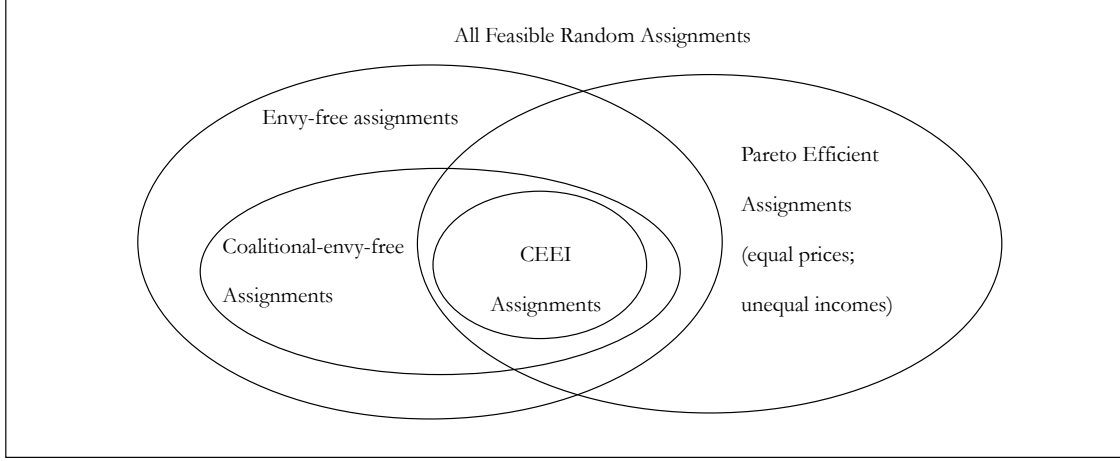 All Feasible Random Assignments
Envy-free assignments
Pareto Efficient
Assignments
(equal prices;
unequal incomes)
Coalitional-envy-free
Assignments
CEEI
Assignments